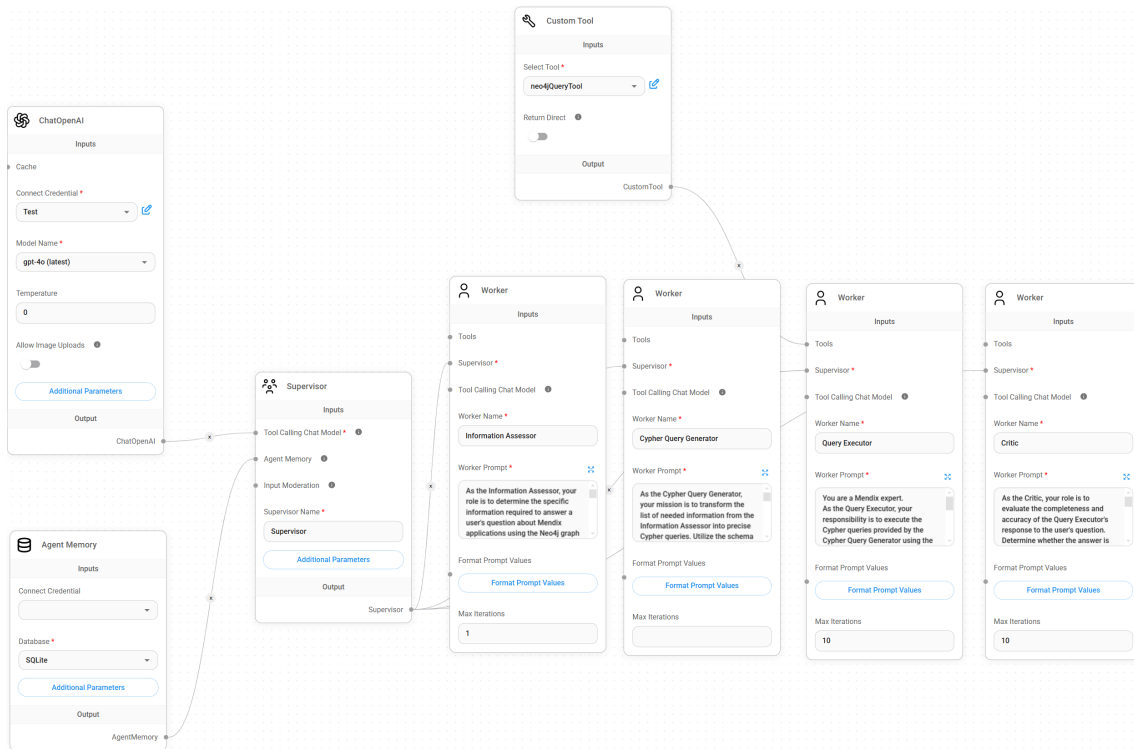 Custom Tool
Inputs
Select Tool *
neo4jQueryTool
Return Direct
Output
CustomTool
ChatOpenAI
Inputs
Cache
Connect Credential *
Test
Model Name *
gpt-4o (latest)
Temperature
0
Allow Image Uploads
Additional Parameters
Output
ChatOpenAI
Agent Memory
Inputs
Connect Credential
Database *
SQLite
Additional Parameters
Output
AgentMemory
Supervisor
Inputs
Tool Calling Chat Model *
Agent Memory
Input Moderation
Supervisor Name *
Supervisor
Additional Parameters
Output
Supervisor
Worker
Inputs
Tools
Supervisor *
Tool Calling Chat Model
Worker Name *
Information Assessor
Worker Prompt *
As the Information Assessor, your
role is to determine the specific
information required to answer a
user's question about Mendix
applications using the Neo4j graph
Format Prompt Values
Format Prompt Values
Max Iterations
1
Worker
Inputs
Tools
Supervisor *
Tool Calling Chat Model
Worker Name *
Cypher Query Generator
Worker Prompt *
As the Cypher Query Generator,
your mission is to transform the
list of needed information from the
Information Assessor into precise
Cypher queries. Utilize the schema
Format Prompt Values
Format Prompt Values
Max Iterations
Worker
Inputs
Tools
Supervisor *
Tool Calling Chat Model
Worker Name *
Query Executor
Worker Prompt *
You are a Mendix expert.
As the Query Executor, your
responsibility is to execute the
Cypher queries provided by the
Cypher Query Generator using the
Format Prompt Values
Format Prompt Values
Max Iterations
10
Worker
Inputs
Tools
Supervisor *
Tool Calling Chat Model
Worker Name *
Critic
Worker Prompt *
As the Critic, your role is to
evaluate the completeness and
accuracy of the Query Executor's
response to the user's question.
Determine whether the answer is
Format Prompt Values
Format Prompt Values
Max Iterations
10